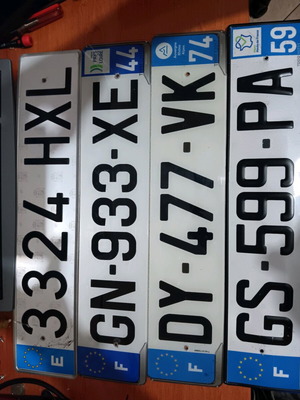 E 3324 HXL
F GN-933-XE 44
F DY-477-VK 74
F GS-599-PA 59